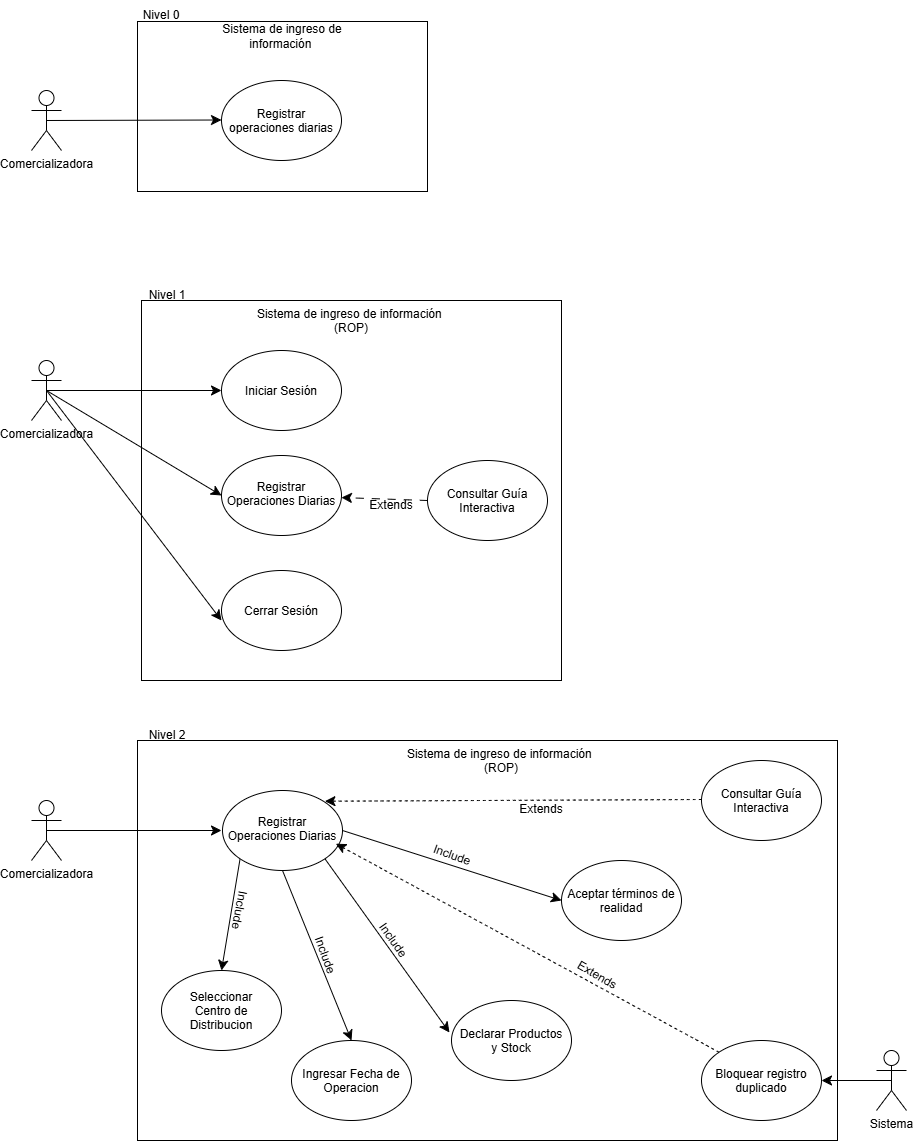 Nivel 0
Sistema de ingreso de
información
Registrar
operaciones diarias
Comercializadora
Nivel 1
Sistema de ingreso de información
(ROP)
Iniciar Sesión
Comercializadora
Registrar
Operaciones Diarias
Extends
Consultar Guía
Interactiva
Cerrar Sesión
Nivel 2
Sistema de ingreso de información
(ROP)
Consultar Guía
Interactiva
Extends
Registrar
Operaciones Diarias
Comercializadora
Include
Aceptar términos de
realidad
Include
Include
Include
Extends
Seleccionar
Centro de
Distribucion
Declarar Productos
y Stock
Ingresar Fecha de
Operacion
Bloquear registro
duplicado
Sistema